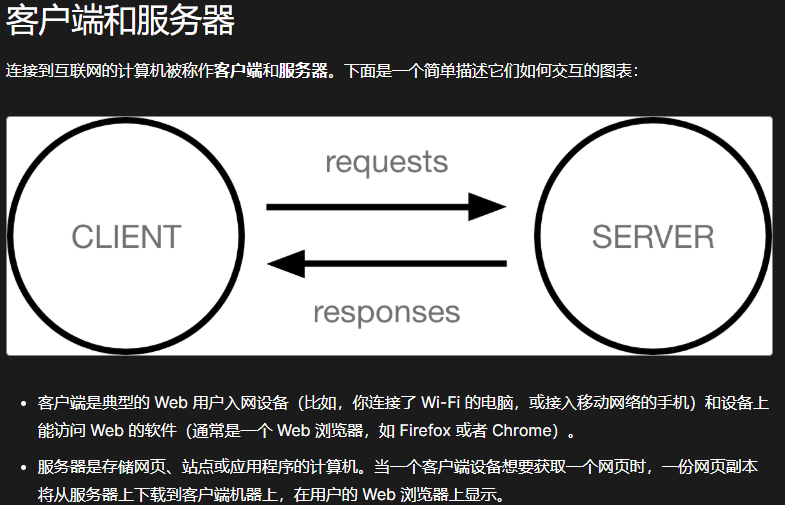 客户端和服务器
连接到互联网的计算机被称作客户端和服务器。下面是一个简单描述它们如何交互的图表：
requests
CLIENT
SERVER
responses
• 客户端是典型的 Web 用户入网设备（比如，你连接了 Wi-Fi 的电脑，或接入移动网络的手机）和设备上
能访问 Web 的软件（通常是一个 Web 浏览器，如 Firefox 或者 Chrome）。
• 服务器是存储网页、站点或应用程序的计算机。当一个客户端设备想要获取一个网页时，一份网页副本
将从服务器上下载到客户端机器上，在用户的 Web 浏览器上显示。